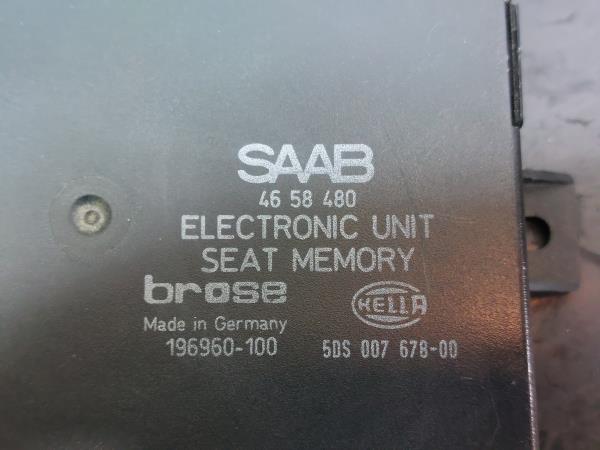 SAAB
46 58 480
ELECTRONIC UNIT
SEAT MEMORY
brose HELLA
Made in Germany
196960-100 5DS 007 678-00